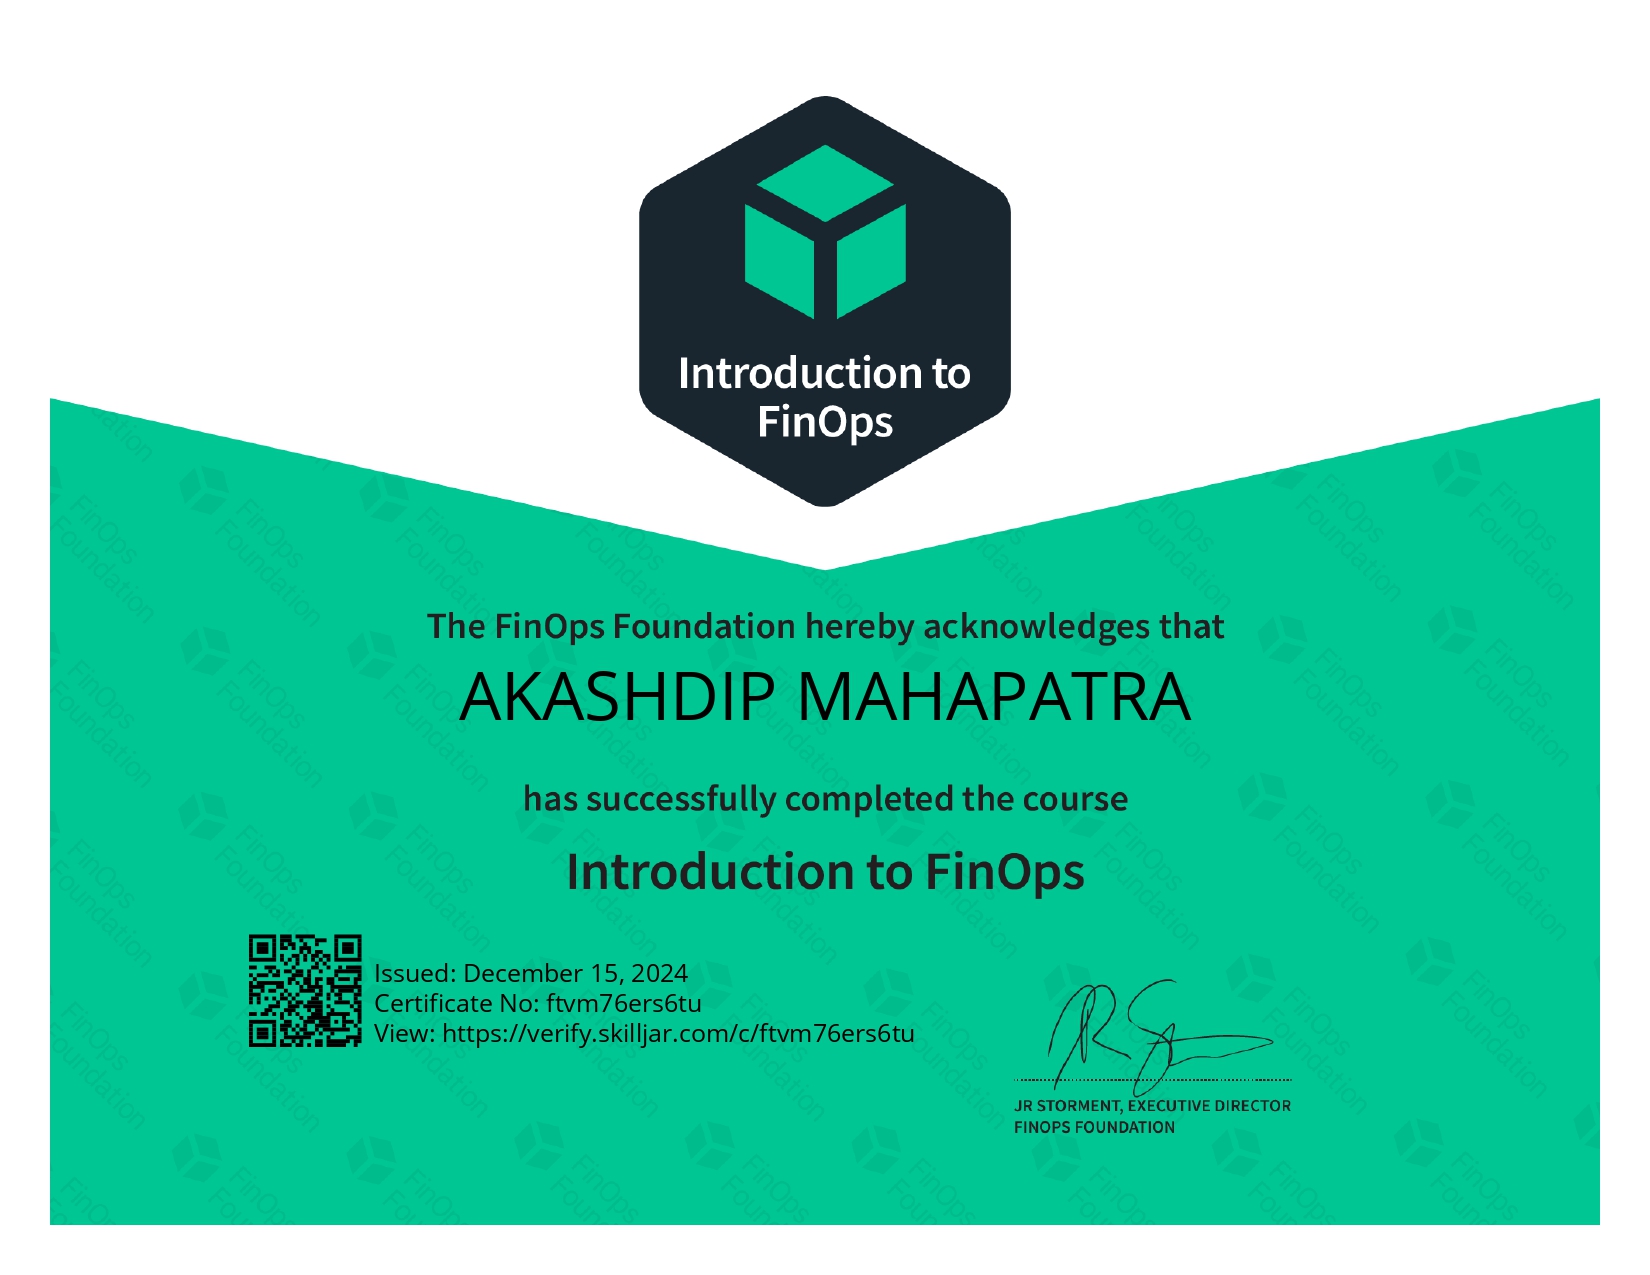 Introduction to
FinOps
The FinOps Foundation hereby acknowledges that
AKASHDIP MAHAPATRA
has successfully completed the course
Introduction to FinOps
Issued: December 15, 2024
Certificate No: ftvm76ers6tu
View: https://verify.skilljar.com/c/ftvm76ers6tu
JR STORMENT, EXECUTIVE DIRECTOR
FINOPS FOUNDATION
FinOps
Foundation